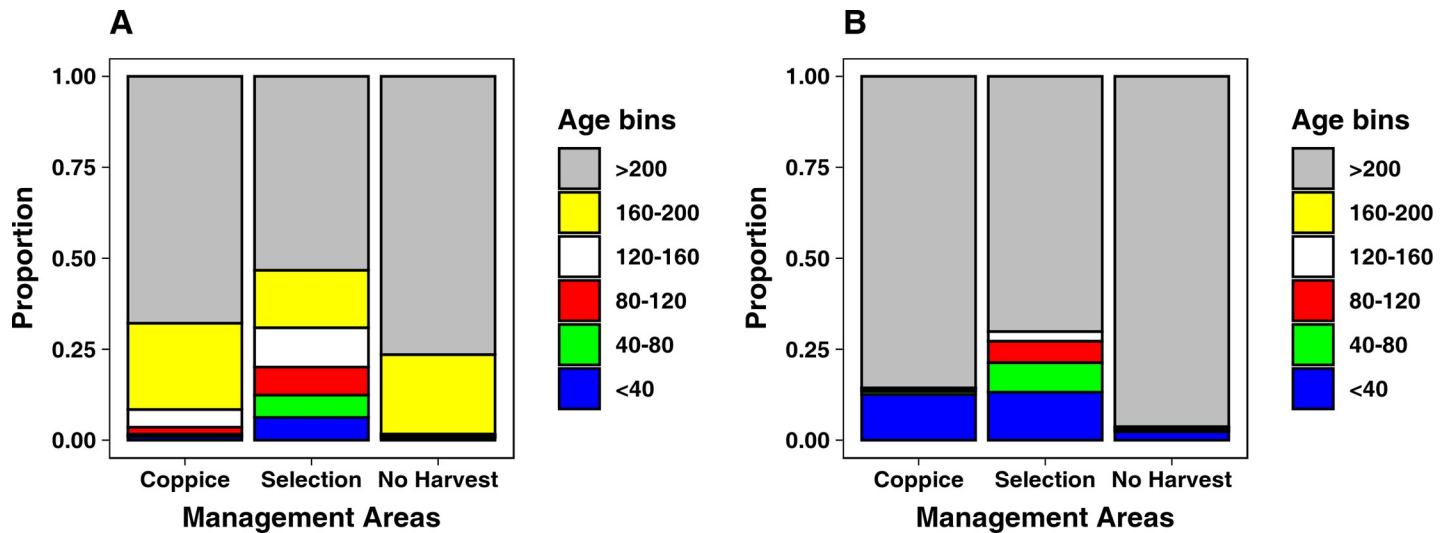 A
Proportion
1.00
0.75
0.50
0.25
0.00
Coppice Selection No Harvest
Management Areas
Age bins
>200
160-200
120-160
80-120
40-80
<40
B
Proportion
1.00
0.75
0.50
0.25
0.00
Coppice Selection No Harvest
Management Areas
Age bins
>200
160-200
120-160
80-120
40-80
<40